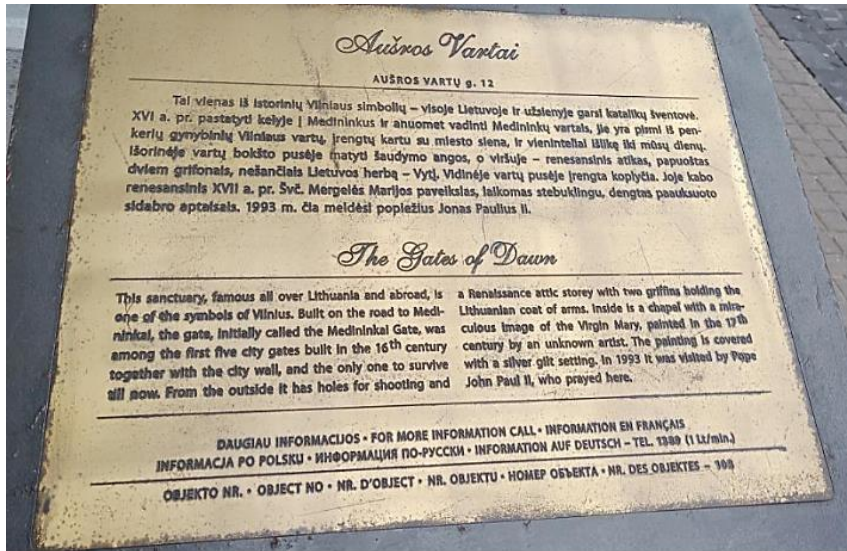 Aušros Vartai
AUŠROS VARTŲ g. 12
Tai vienas iš istorinių Vilniaus simbolių – visoje Lietuvoje ir užsienyje garsi katalikų šventovė.
XVI a. pr. pastatyti kelyje į Medininkus ir anuomet vadinti Medininkų vartais, jie yra pirmi iš pen-
kerių gynybinių Vilniaus vartų, įrengtų kartu su miesto siena, ir vieninteliai išlikę iki mūsų dienų.
Išorinėje vartų bokšto pusėje matyti šaudymo angos, o viršuje – renesansinis atikas, papuoštas
dviem grifonais, nešančiais Lietuvos herbą – Vytį. Vidinėje vartų pusėje įrengta koplyčia. Joje kabo
renesansinis XVII a. pr. Švč. Mergelės Marijos paveikslas, laikomas stebuklingu, dengtas paauksuoto
sidabro aptaisais. 1993 m. čia meldėsi popiežius Jonas Paulius II.
The Gates of Dawn
This sanctuary, famous all over Lithuania and abroad, is
one of the symbols of Vilnius. Built on the road to Medi-
ninkai, the gate, initially called the Medininkai Gate, was
among the first five city gates built in the 16th century
together with the city wall, and the only one to survive
till now. From the outside it has holes for shooting and
a Renaissance attic storey with two griffins holding the
Lithuanian coat of arms. Inside is a chapel with a mira-
culous image of the Virgin Mary, painted in the 17th
century by an unknown artist. The painting is covered
with a silver gilt setting. In 1993 it was visited by Pope
John Paul II, who prayed here.
DAUGIAU INFORMACIJOS • FOR MORE INFORMATION CALL • INFORMATION EN FRANÇAIS
INFORMACJA PO POLSKU • ИНФОРМАЦИЯ ПО-РУССКИ • INFORMATION AUF DEUTSCH – TEL. 1389 (1 Lt/min.)
OBJEKTO NR. • OBJECT NO • NR. D'OBJECT • NR. OBJEKTU • НОМЕР ОБЪЕКТА • NR. DES OBJEKTES – 108